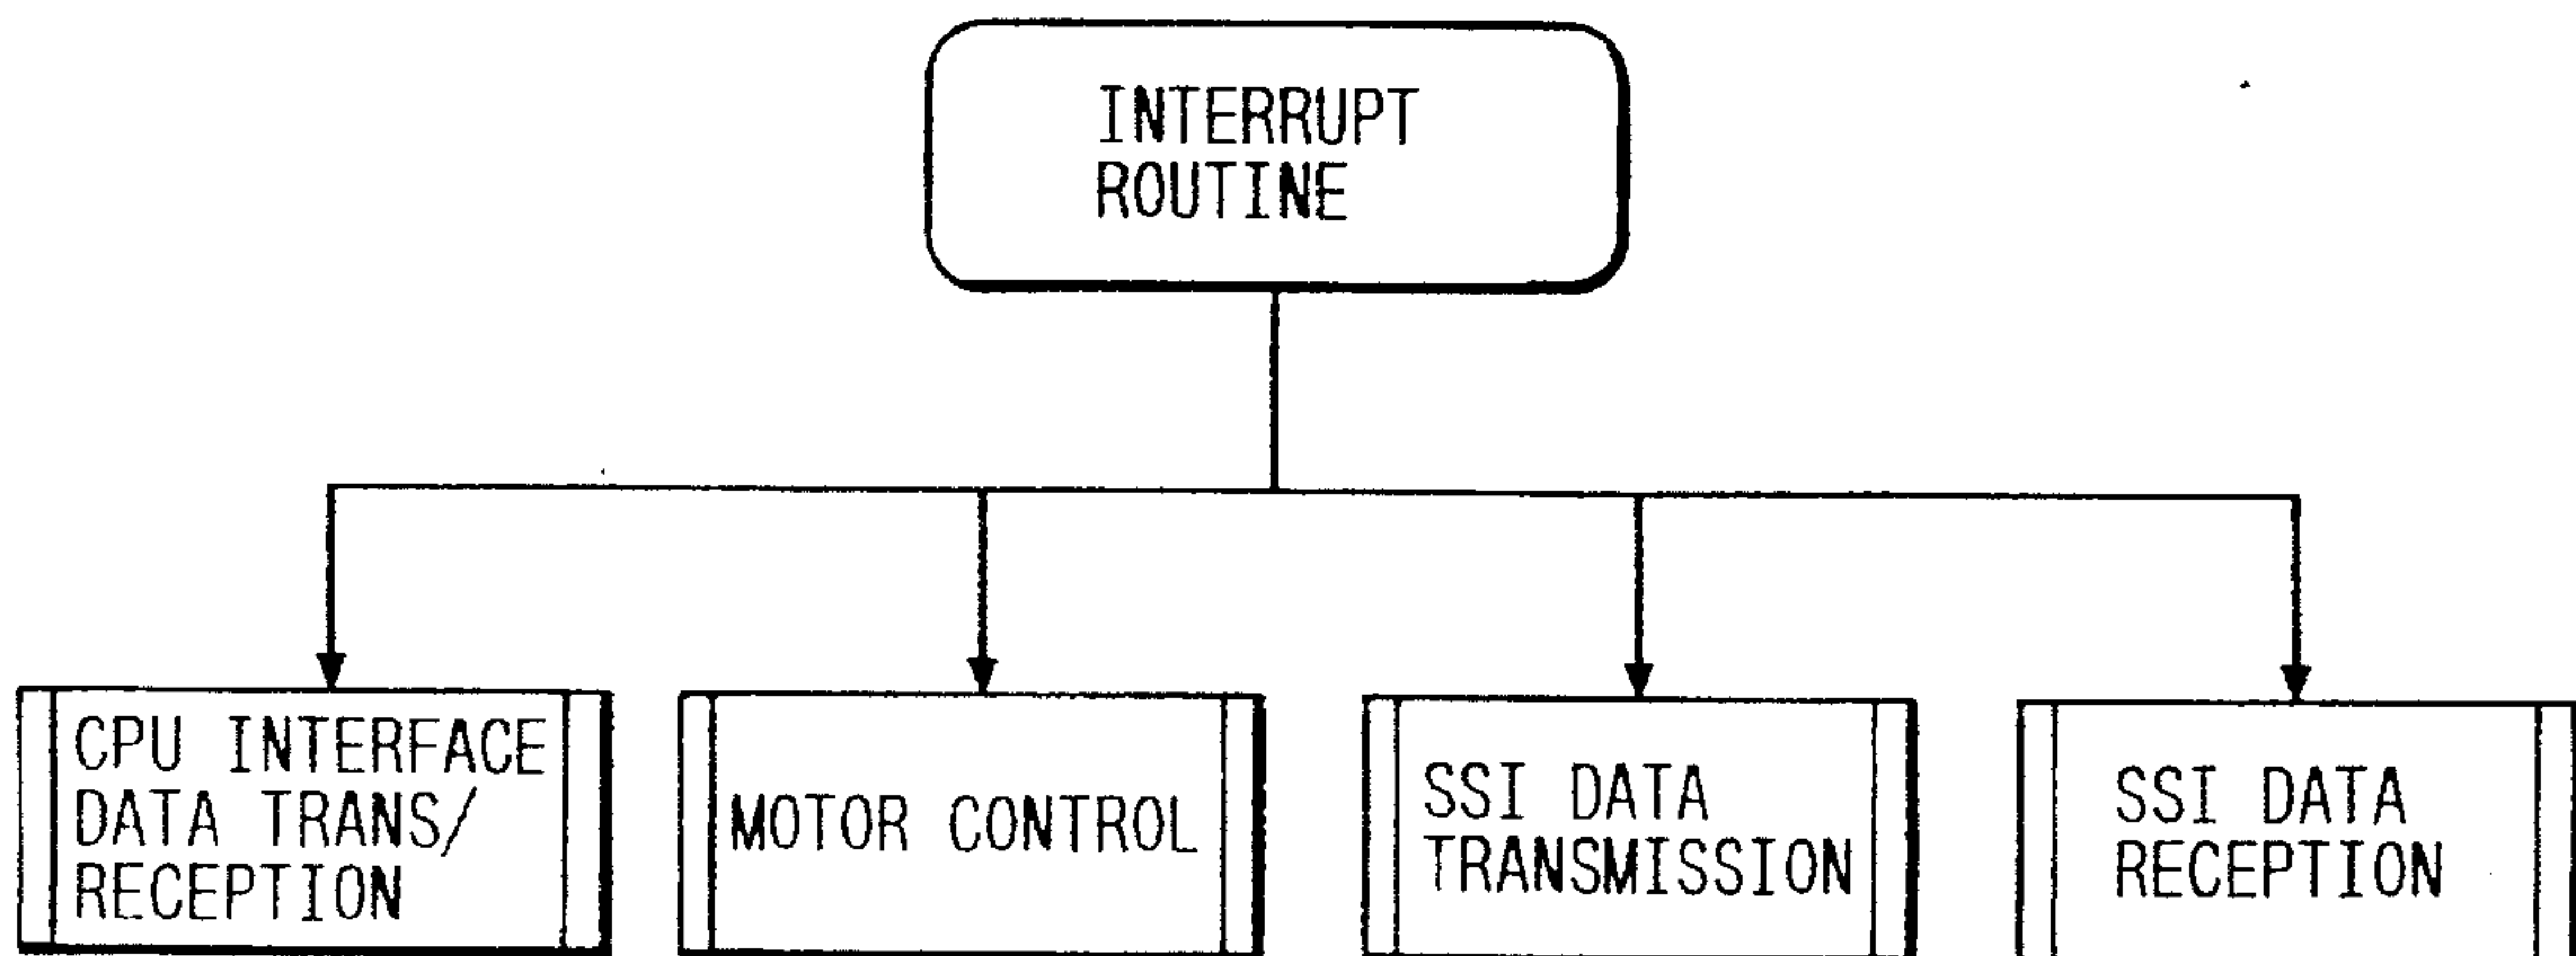 INTERRUPT
ROUTINE
CPU INTERFACE
DATA TRANS/
RECEPTION
MOTOR CONTROL
SSI DATA
TRANSMISSION
SSI DATA
RECEPTION